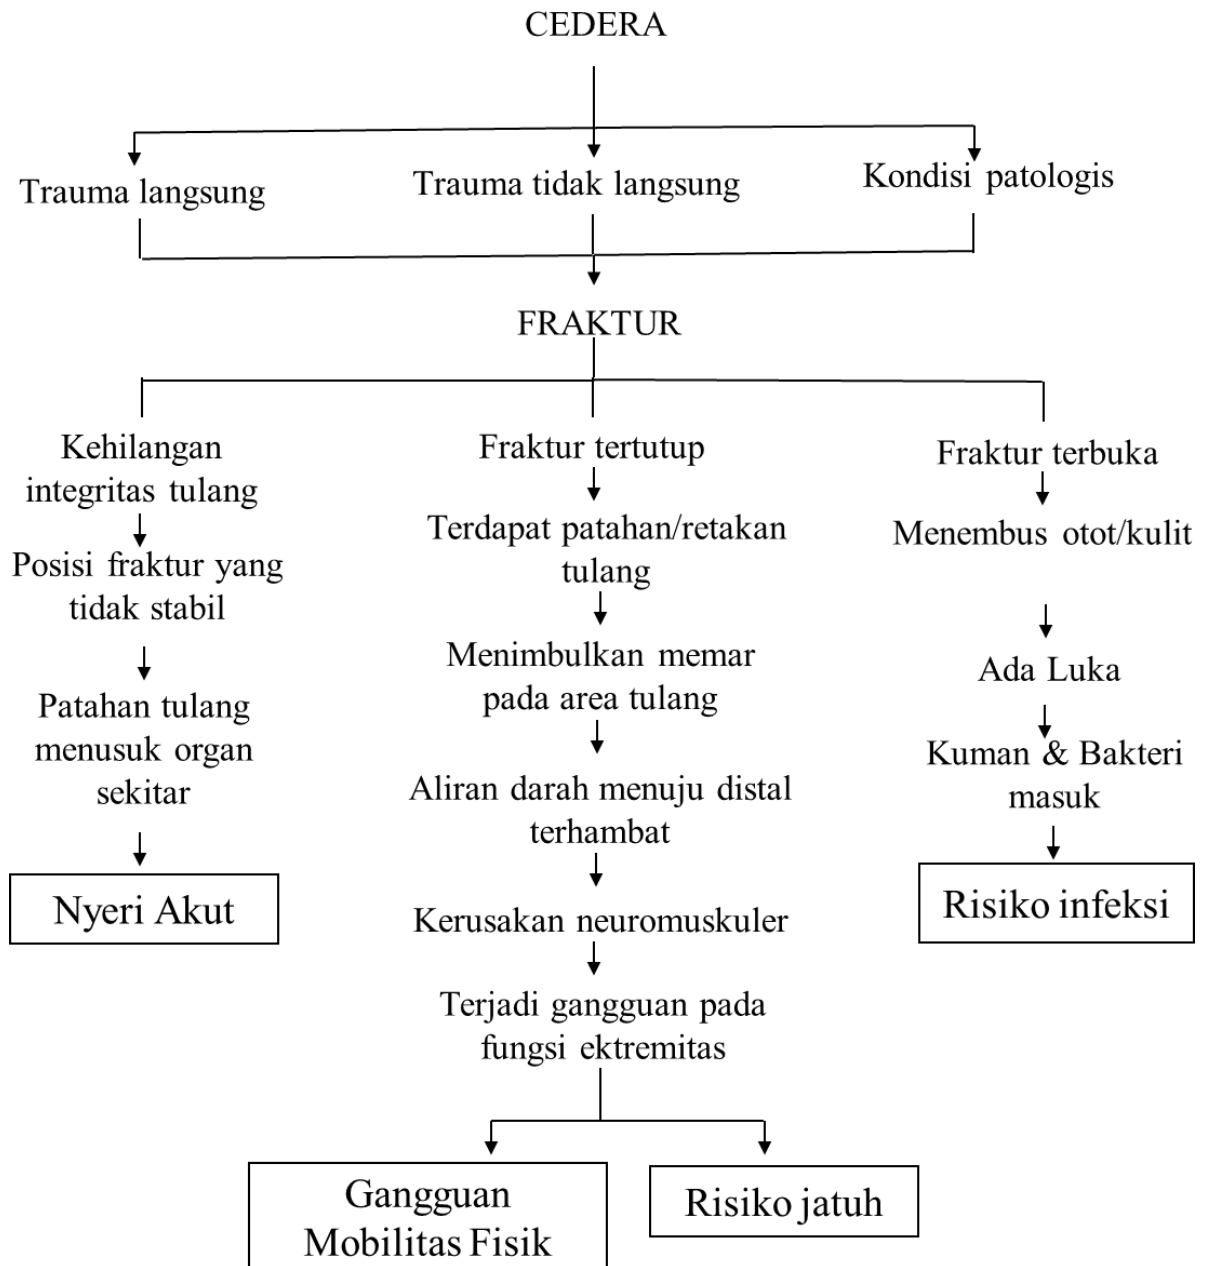 CEDERA
Trauma langsung
Trauma tidak langsung
Kondisi patologis
FRAKTUR
Kehilangan
integritas tulang
Posisi fraktur yang
tidak stabil
Patahan tulang
menusuk organ
sekitar
Nyeri Akut
Fraktur tertutup
Terdapat patahan/retakan
tulang
Menimbulkan memar
pada area tulang
Aliran darah menuju distal
terhambat
Kerusakan neuromuskuler
Terjadi gangguan pada
fungsi ektremitas
Gangguan
Mobilitas Fisik
Risiko jatuh
Fraktur terbuka
Menembus otot/kulit
Ada Luka
Kuman & Bakteri
masuk
Risiko infeksi